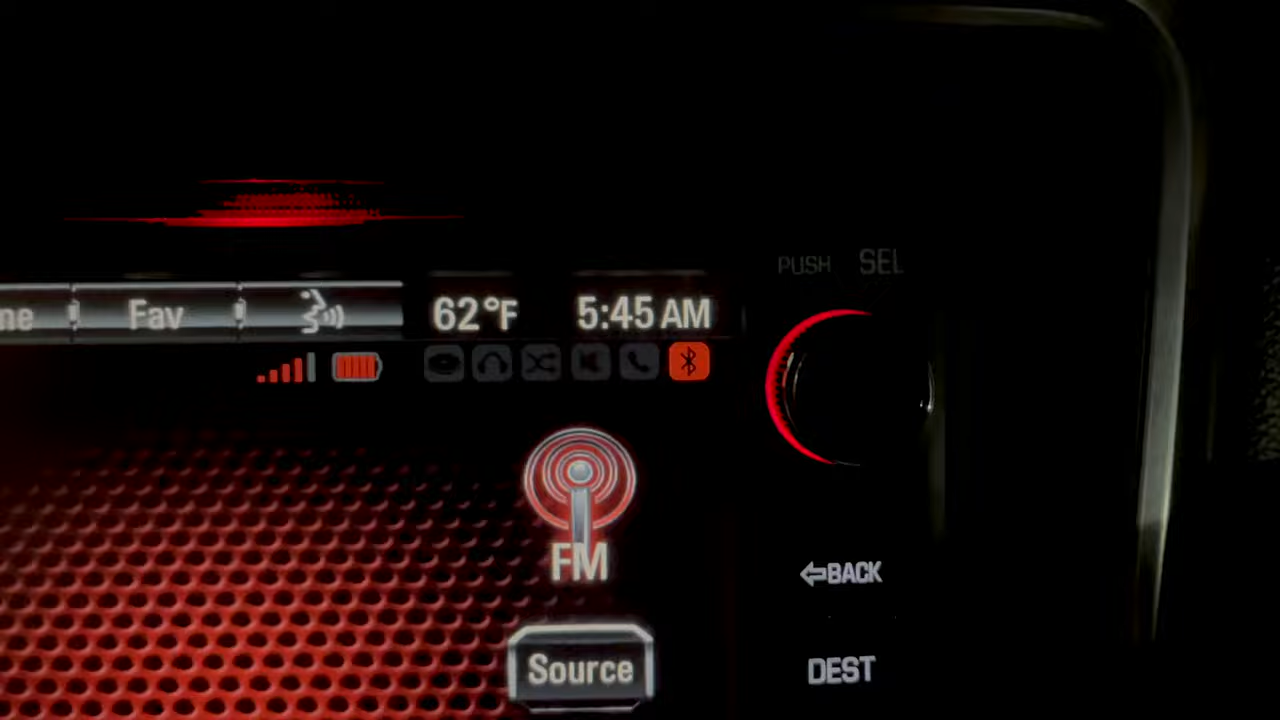 PUSH SEL
ne Fav 62°F 5:45 AM
FM
BACK
Source
DEST